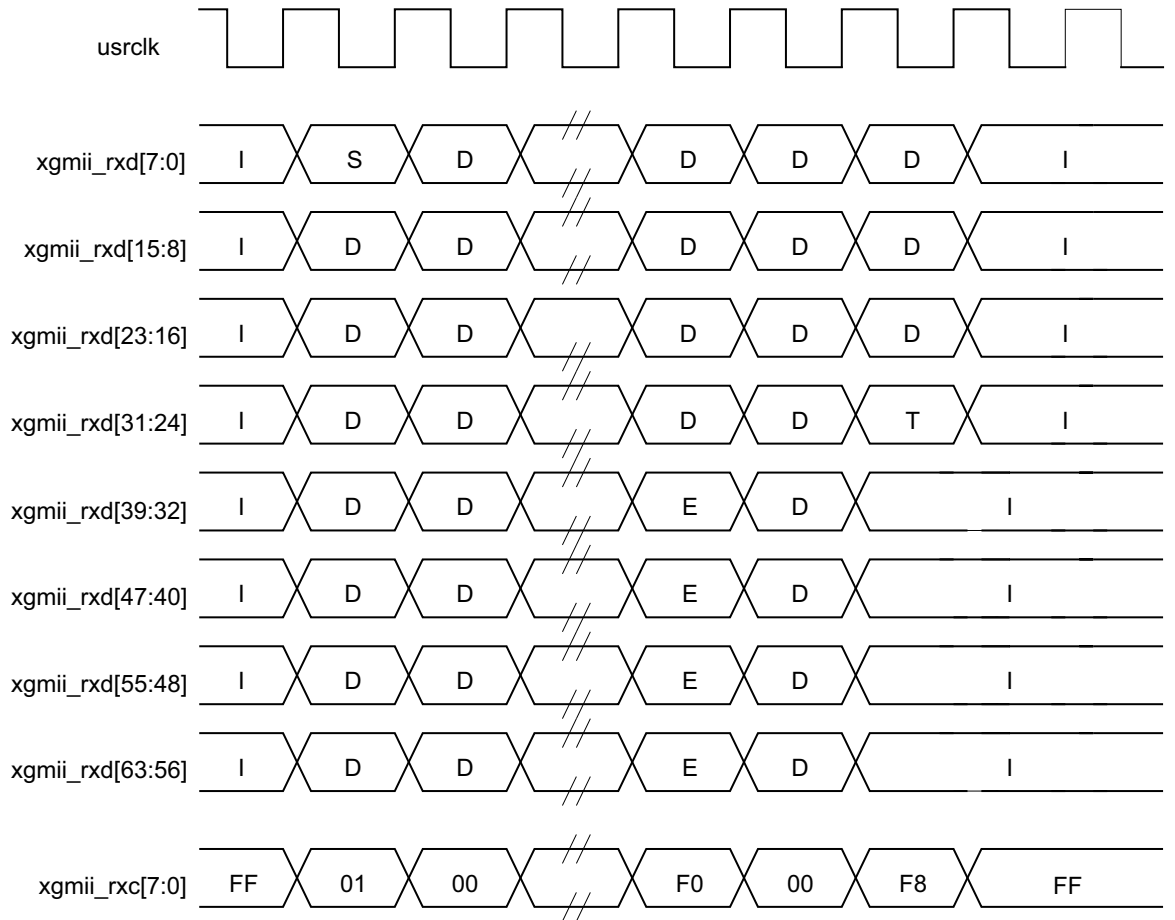 usrclk
xgmii_rxd[7:0] I S D D D D I
xgmii_rxd[15:8] I D D D D D I
xgmii_rxd[23:16] I D D D D D I
xgmii_rxd[31:24] I D D D D T I
xgmii_rxd[39:32] I D D E D I
xgmii_rxd[47:40] I D D E D I
xgmii_rxd[55:48] I D D E D I
xgmii_rxd[63:56] I D D E D I
xgmii_rxc[7:0] FF 01 00 F0 00 F8 FF